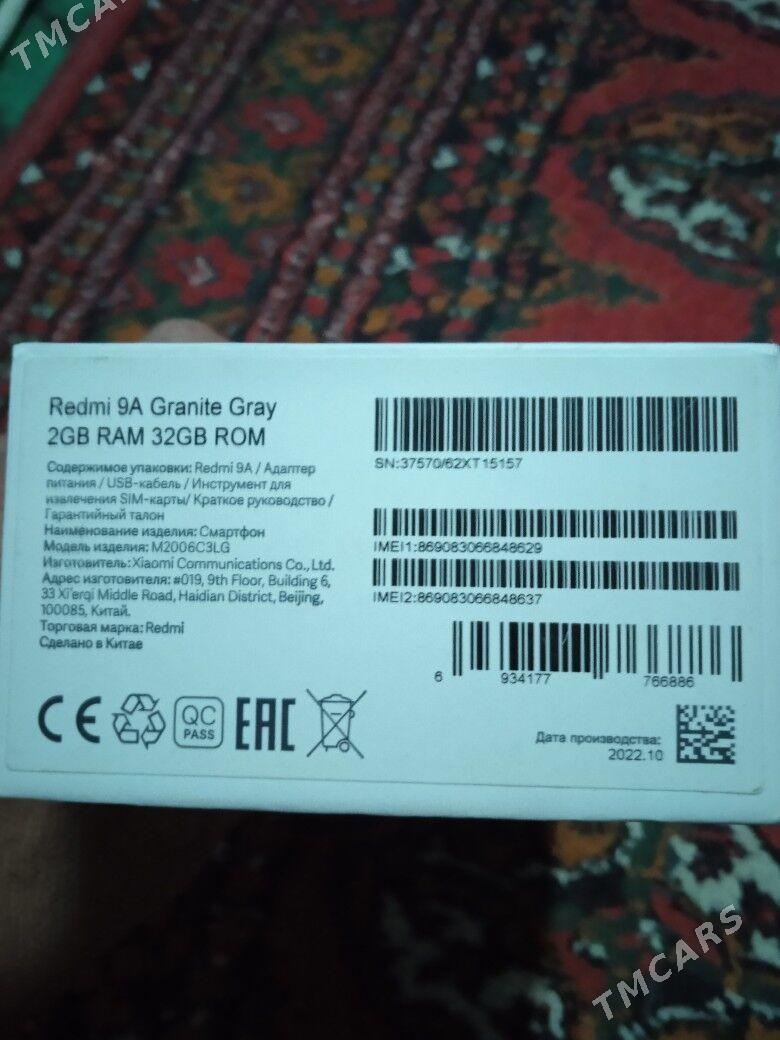 TMCARS
Redmi 9A Granite Gray
2GB RAM 32GB ROM
Содержимое упаковки: Redmi 9A / Адаптер
питания / USB-кабель / Инструмент для
извлечения SIM-карты/ Краткое руководство /
Гарантийный талон
Наименование изделия: Смартфон
Модель изделия: M2006C3LG
Изготовитель: Xiaomi Communications Co., Ltd.
Адрес изготовителя: #019, 9th Floor, Building 6,
33 Xi'erqi Middle Road, Haidian District, Beijing,
100085, Китай.
Торговая марка: Redmi
Сделано в Китае
SN:37570/62XT15157
IMEI1:869083066848629
IMEI2:869083066848637
6 934177 766886
CE
QC
PASS
EAC
Дата производства:
2022.10
TMCARS